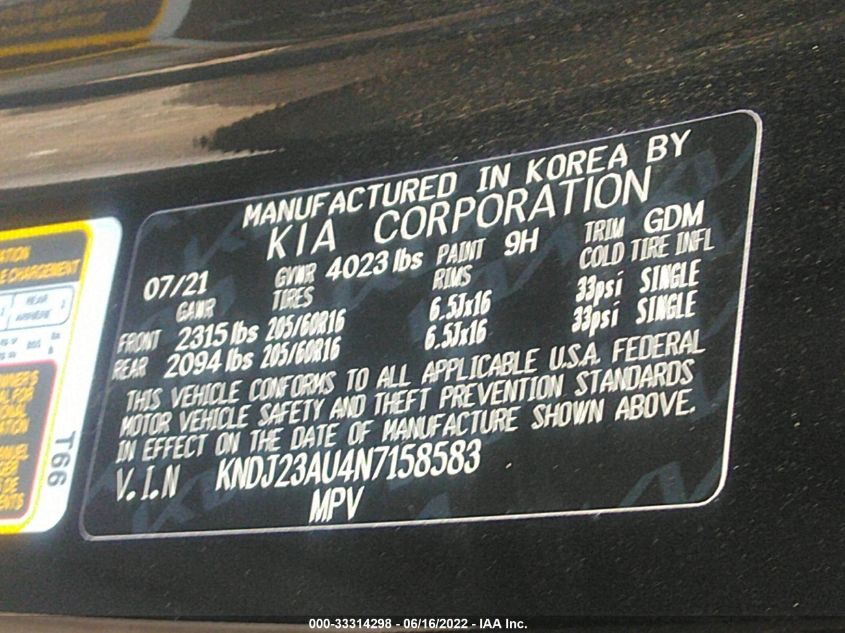 MANUFACTURED IN KOREA BY
KIA CORPORATION
07/21 GVWR 4023 lbs PAINT 9H TRIM GDM
GAWR TIRES RIMS COLD TIRE INFL
FRONT 2315 lbs 205/60R16 6.5Jx16 33psi SINGLE
REAR 2094 lbs 205/60R16 6.5Jx16 33psi SINGLE
THIS VEHICLE CONFORMS TO ALL APPLICABLE U.S.A. FEDERAL
MOTOR VEHICLE SAFETY AND THEFT PREVENTION STANDARDS
IN EFFECT ON THE DATE OF MANUFACTURE SHOWN ABOVE.
V.I.N KNDJ23AU4N7158583
MPV
CHARGEMENT
REAR
T66
000-33314298 - 06/16/2022 - IAA Inc.